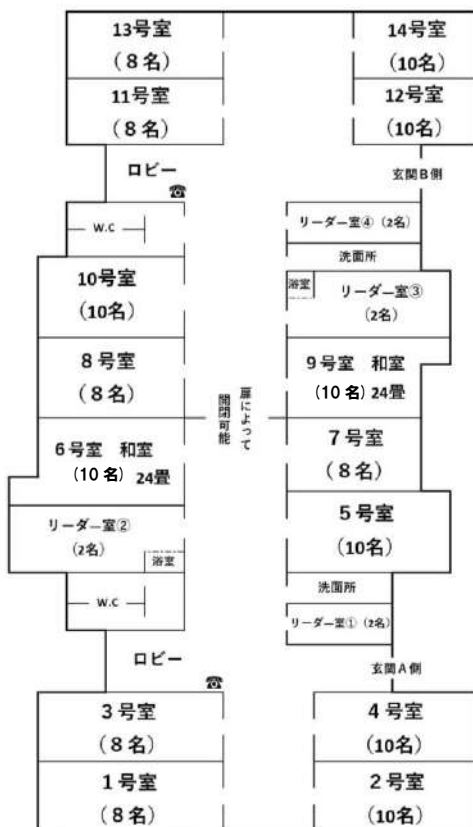 13号室
(8名)
14号室
(10名)
11号室
(8名)
12号室
(10名)
ロビー
☎
玄関B側
W.C
リーダー室④(2名)
洗面所
10号室
(10名)
浴室
リーダー室③
(2名)
8号室
(8名)
9号室 和室
(10名) 24畳
扉によって
開閉可能
6号室 和室
(10名) 24畳
7号室
(8名)
リーダー室②
(2名)
浴室
5号室
(10名)
W.C
洗面所
リーダー室①(2名)
ロビー
☎
玄関A側
3号室
(8名)
4号室
(10名)
1号室
(8名)
2号室
(10名)